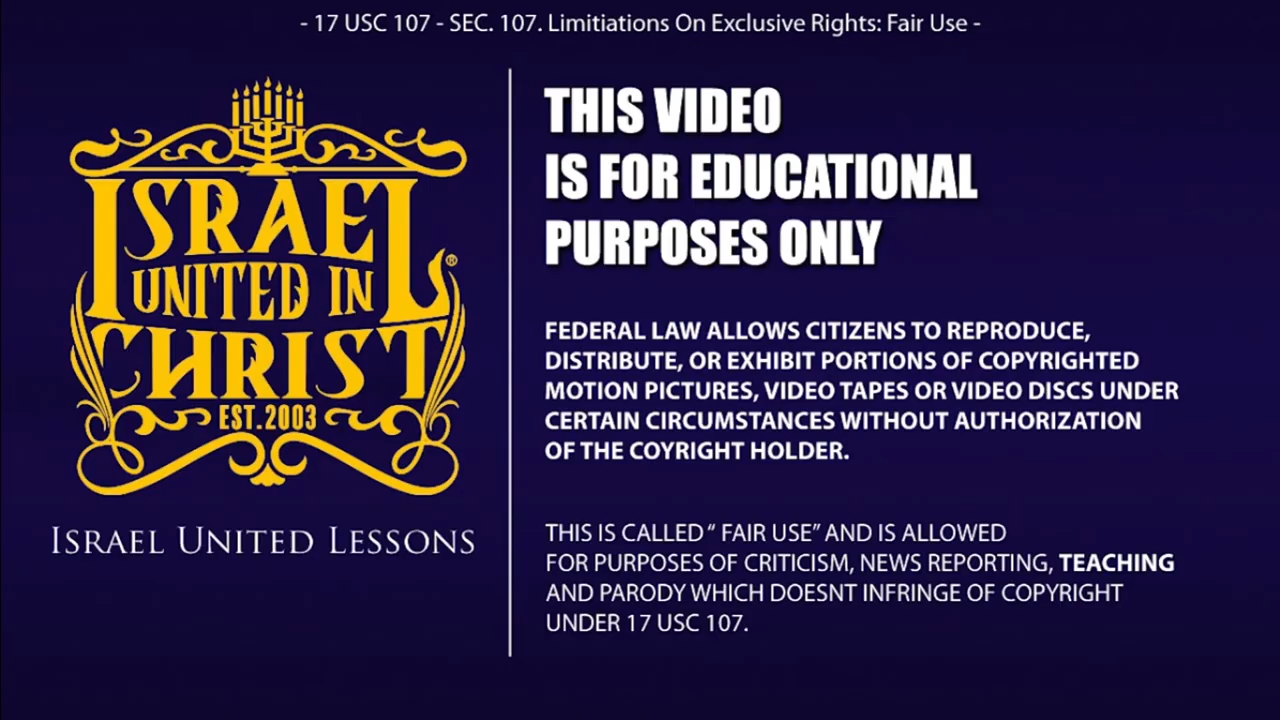 - 17 USC 107 - SEC. 107. Limitiations On Exclusive Rights: Fair Use -
ISRAEL
UNITED IN
CHRIST
®
EST.2003
ISRAEL UNITED LESSONS
THIS VIDEO
IS FOR EDUCATIONAL
PURPOSES ONLY
FEDERAL LAW ALLOWS CITIZENS TO REPRODUCE,
DISTRIBUTE, OR EXHIBIT PORTIONS OF COPYRIGHTED
MOTION PICTURES, VIDEO TAPES OR VIDEO DISCS UNDER
CERTAIN CIRCUMSTANCES WITHOUT AUTHORIZATION
OF THE COYRIGHT HOLDER.
THIS IS CALLED “ FAIR USE” AND IS ALLOWED
FOR PURPOSES OF CRITICISM, NEWS REPORTING, TEACHING
AND PARODY WHICH DOESNT INFRINGE OF COPYRIGHT
UNDER 17 USC 107.